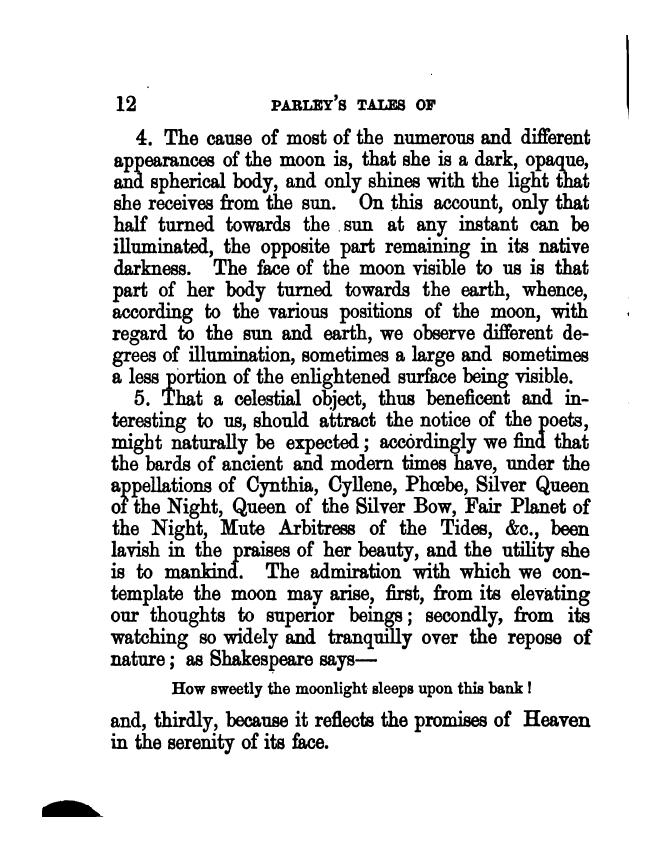 12 PARLEY'S TALES OF
4. The cause of most of the numerous and different
appearances of the moon is, that she is a dark, opaque,
and spherical body, and only shines with the light that
she receives from the sun. On this account, only that
half turned towards the sun at any instant can be
illuminated, the opposite part remaining in its native
darkness. The face of the moon visible to us is that
part of her body turned towards the earth, whence,
according to the various positions of the moon, with
regard to the sun and earth, we observe different de-
grees of illumination, sometimes a large and sometimes
a less portion of the enlightened surface being visible.
5. That a celestial object, thus beneficent and in-
teresting to us, should attract the notice of the poets,
might naturally be expected; accordingly we find that
the bards of ancient and modern times have, under the
appellations of Cynthia, Cyllene, Phœbe, Silver Queen
of the Night, Queen of the Silver Bow, Fair Planet of
the Night, Mute Arbitress of the Tides, &c., been
lavish in the praises of her beauty, and the utility she
is to mankind. The admiration with which we con-
template the moon may arise, first, from its elevating
our thoughts to superior beings; secondly, from its
watching so widely and tranquilly over the repose of
nature; as Shakespeare says—
How sweetly the moonlight sleeps upon this bank!
and, thirdly, because it reflects the promises of Heaven
in the serenity of its face.